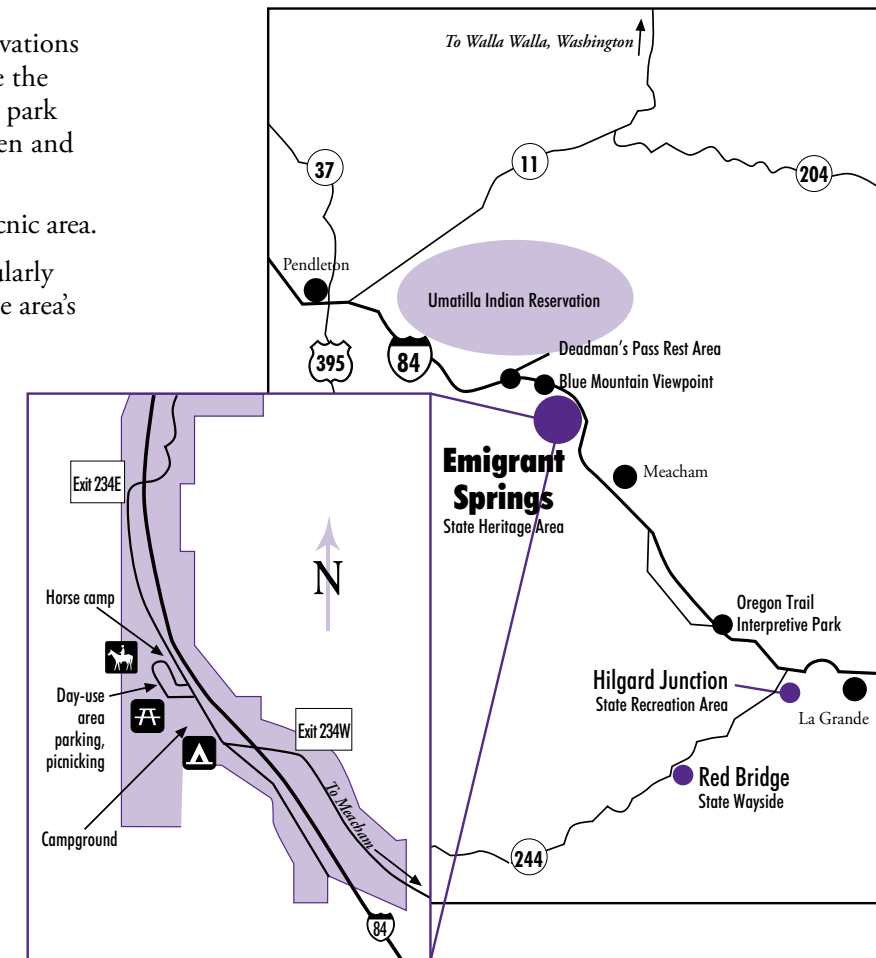 vations
e the
park
en and
cnic area.
ularly
e area's
To Walla Walla, Washington
37
11
204
Pendleton
Umatilla Indian Reservation
395
84
Deadman's Pass Rest Area
Blue Mountain Viewpoint
Emigrant
Springs
State Heritage Area
Meacham
Oregon Trail
Interpretive Park
Hilgard Junction
State Recreation Area
La Grande
Red Bridge
State Wayside
244
Exit 234E
N
Horse camp
Day-use
area
parking,
picnicking
Exit 234W
To Meacham
Campground
84